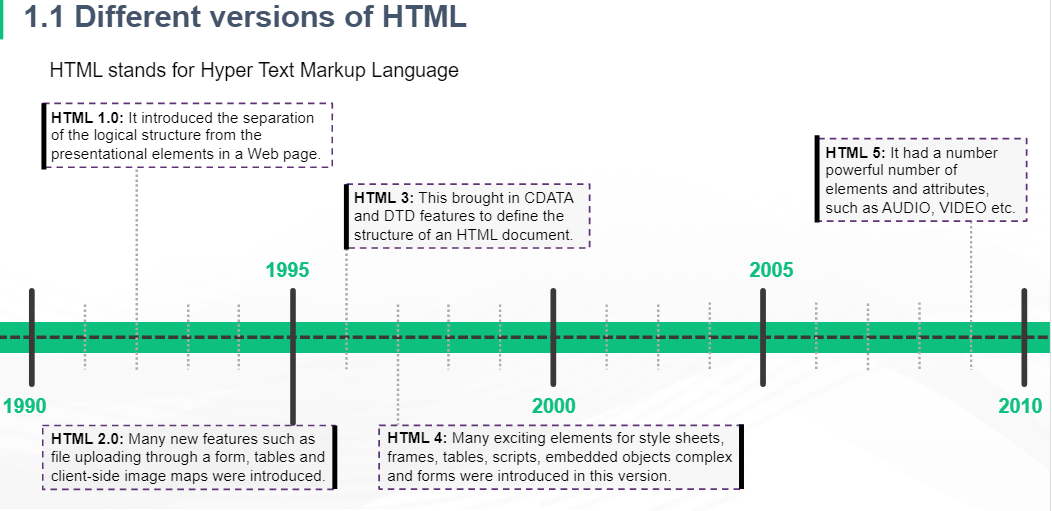 1.1 Different versions of HTML
HTML stands for Hyper Text Markup Language
HTML 1.0: It introduced the separation
of the logical structure from the
presentational elements in a Web page.
HTML 3: This brought in CDATA
and DTD features to define the
structure of an HTML document.
HTML 5: It had a number
powerful number of
elements and attributes,
such as AUDIO, VIDEO etc.
1995
2005
1990
2000
2010
HTML 2.0: Many new features such as
file uploading through a form, tables and
client-side image maps were introduced.
HTML 4: Many exciting elements for style sheets,
frames, tables, scripts, embedded objects complex
and forms were introduced in this version.